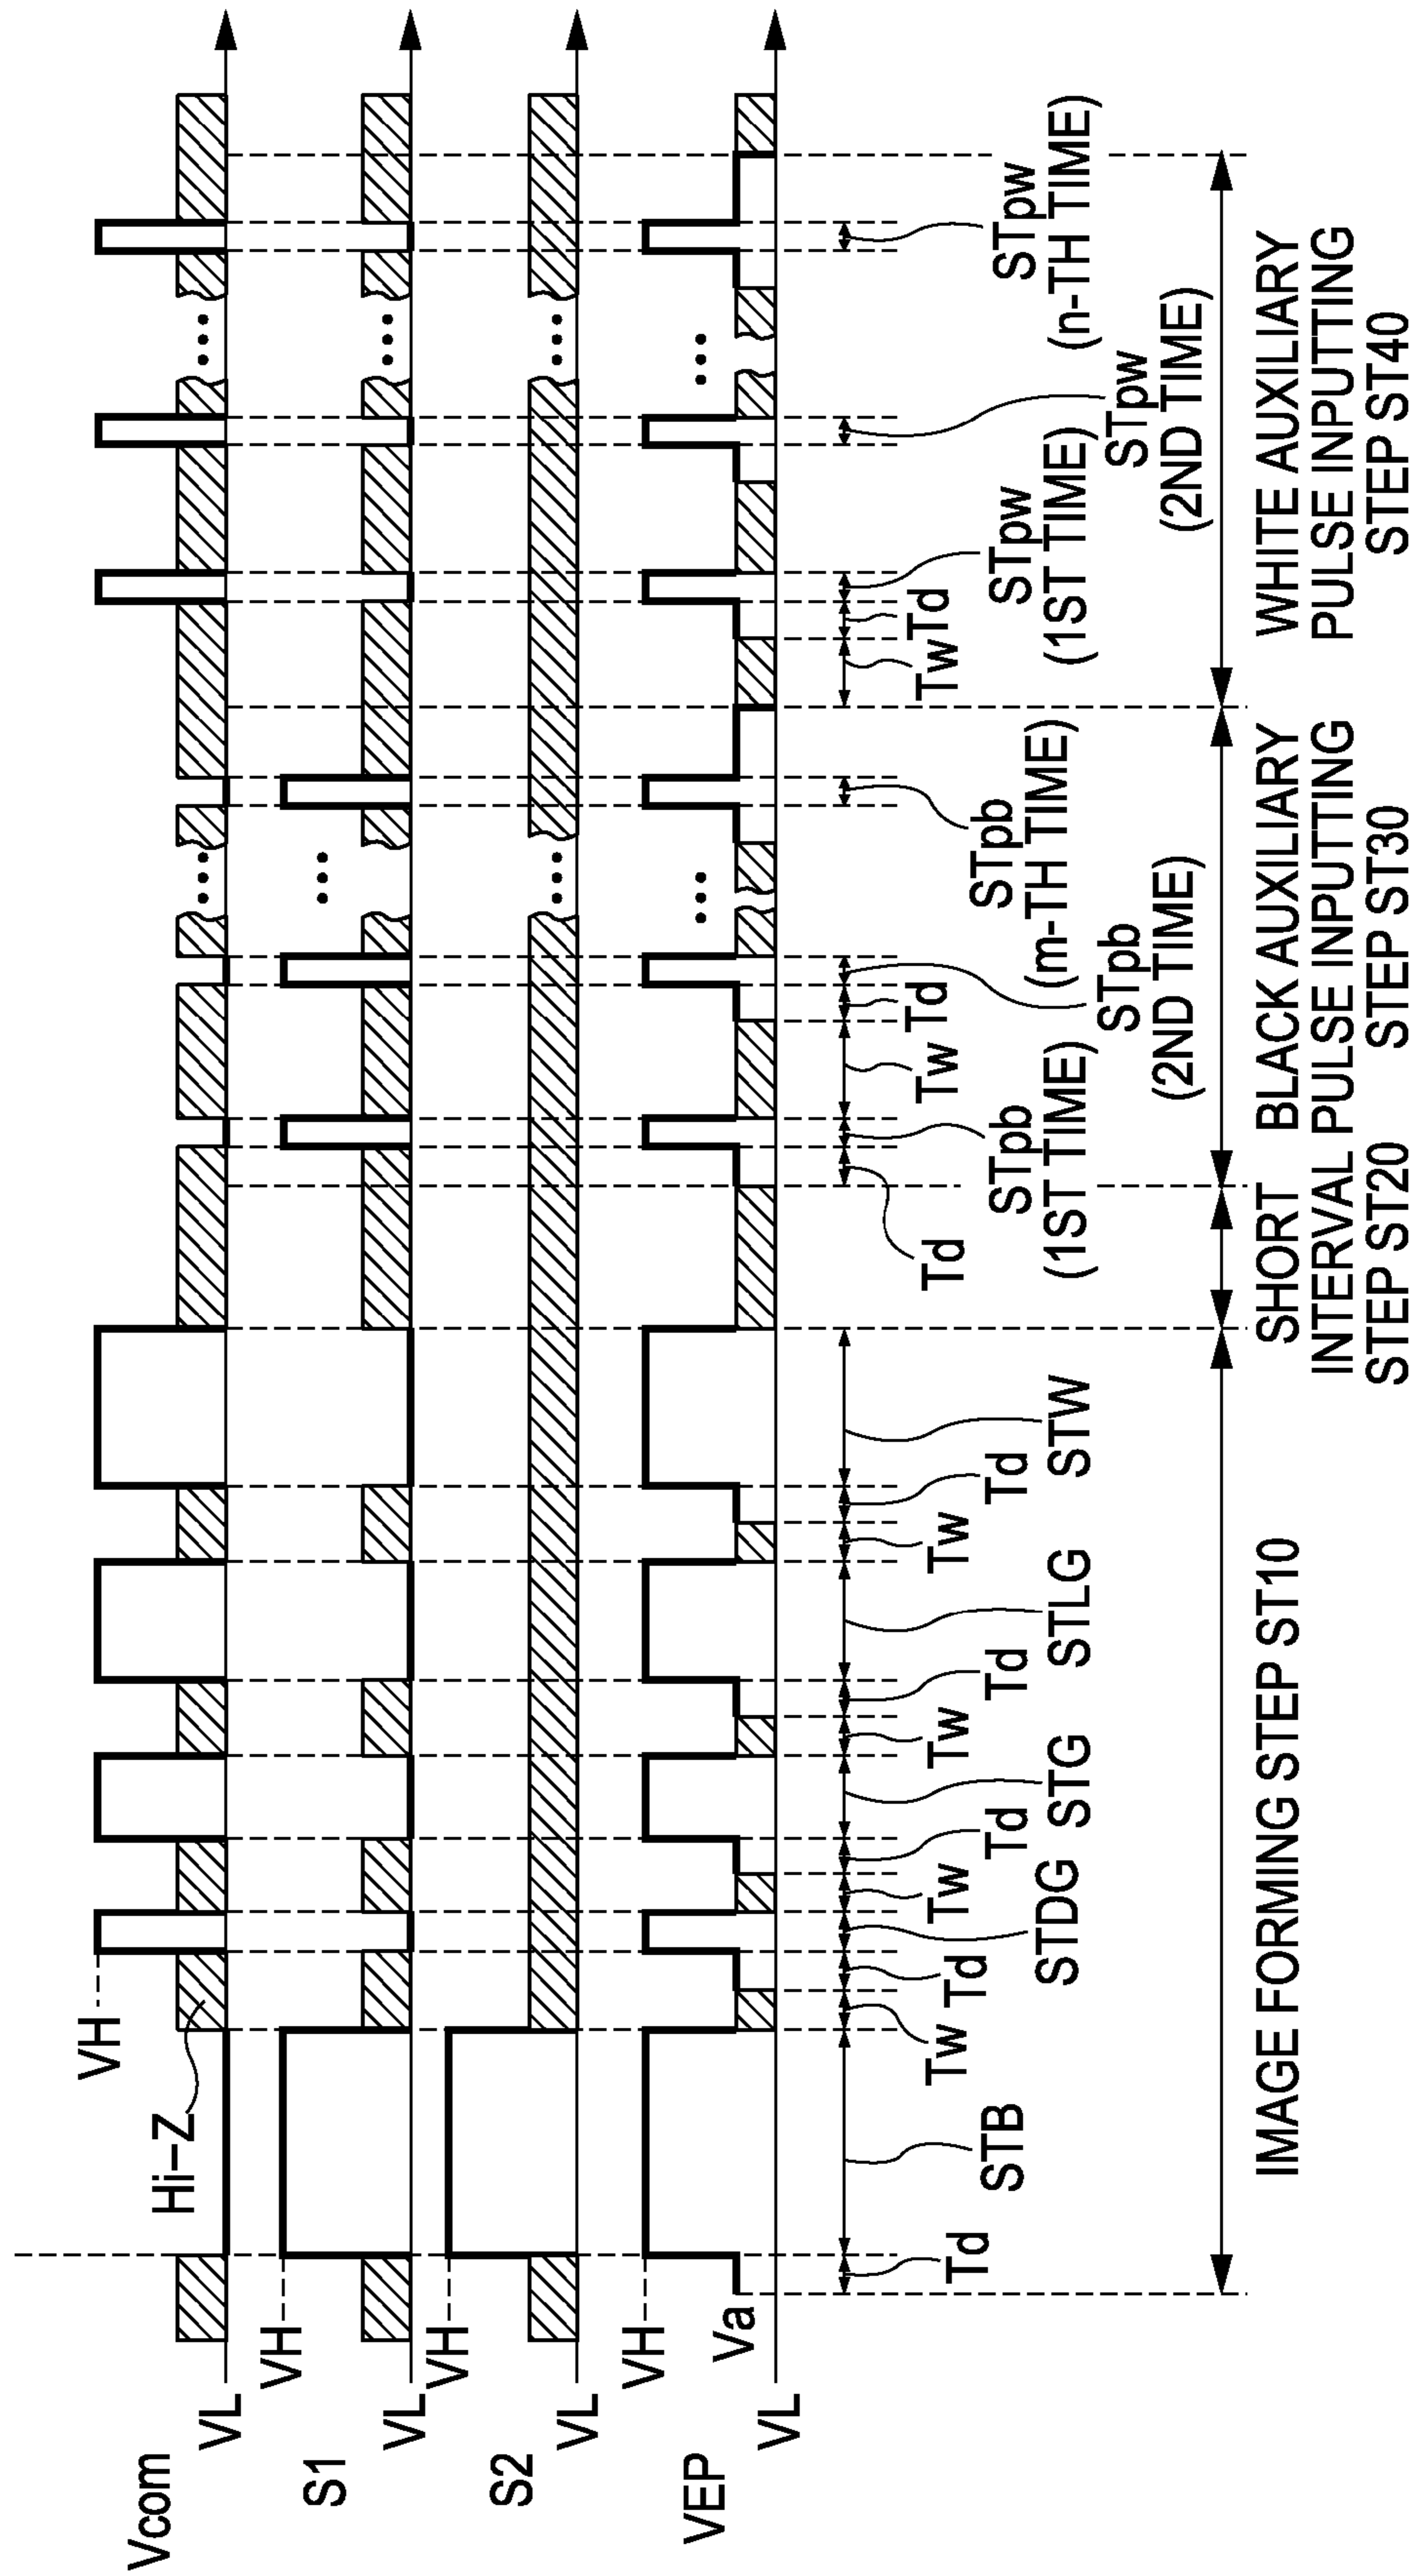 Vcom
VL
VH
Hi-Z
S1
VH
VL
S2
VH
VL
VEP
VH
Va
VL
Td
STB
Tw
Td
STDG
Tw
Td
STG
Tw
Td
STLG
Tw
Td
STW
Td
STpb
(1ST TIME)
Tw
Td
STpb
(2ND TIME)
STpb
(m-TH TIME)
Tw
Td
STpw
(1ST TIME)
STpw
(2ND TIME)
STpw
(n-TH TIME)
IMAGE FORMING STEP ST10
SHORT
INTERVAL
STEP ST20
BLACK AUXILIARY
PULSE INPUTTING
STEP ST30
WHITE AUXILIARY
PULSE INPUTTING
STEP ST40